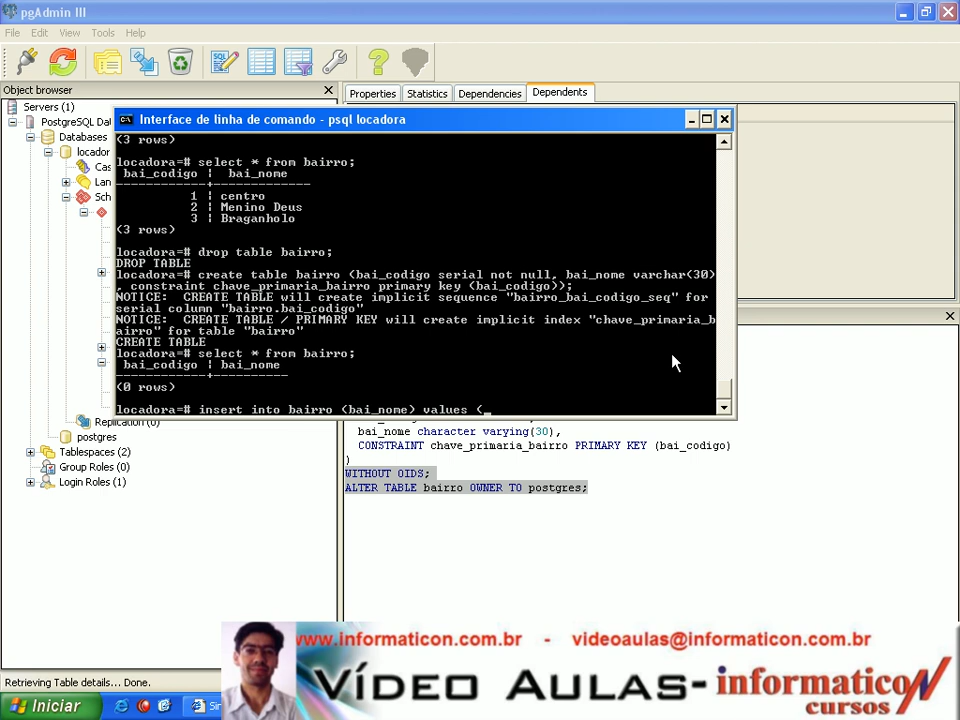 pgAdmin III
File Edit View Tools Help
Object browser
Properties Statistics Dependencies Dependents
Servers (1)
PostgreSQL Dat
Databases
locador
Cas
Lan
Sch
Replication (0)
postgres
Tablespaces (2)
Group Roles (0)
Login Roles (1)
Interface de linha de comando - psql locadora
(3 rows)
locadora=# select * from bairro;
bai_codigo | bai_nome
------------+-------------
1 | centro
2 | Menino Deus
3 | Braganholo
(3 rows)
locadora=# drop table bairro;
DROP TABLE
locadora=# create table bairro (bai_codigo serial not null, bai_nome varchar(30)
, constraint chave_primaria_bairro primary key (bai_codigo));
NOTICE: CREATE TABLE will create implicit sequence "bairro_bai_codigo_seq" for
serial column "bairro.bai_codigo"
NOTICE: CREATE TABLE / PRIMARY KEY will create implicit index "chave_primaria_b
airro" for table "bairro"
CREATE TABLE
locadora=# select * from bairro;
bai_codigo | bai_nome
------------+----------
(0 rows)
locadora=# insert into bairro (bai_nome) values (_
bai_nome character varying(30),
CONSTRAINT chave_primaria_bairro PRIMARY KEY (bai_codigo)
)
WITHOUT OIDS;
ALTER TABLE bairro OWNER TO postgres;
www.informaticon.com.br - videoaulas@informaticon.com.br
VÍDEO AULAS-informaticon
cursos
Retrieving Table details... Done.
Iniciar